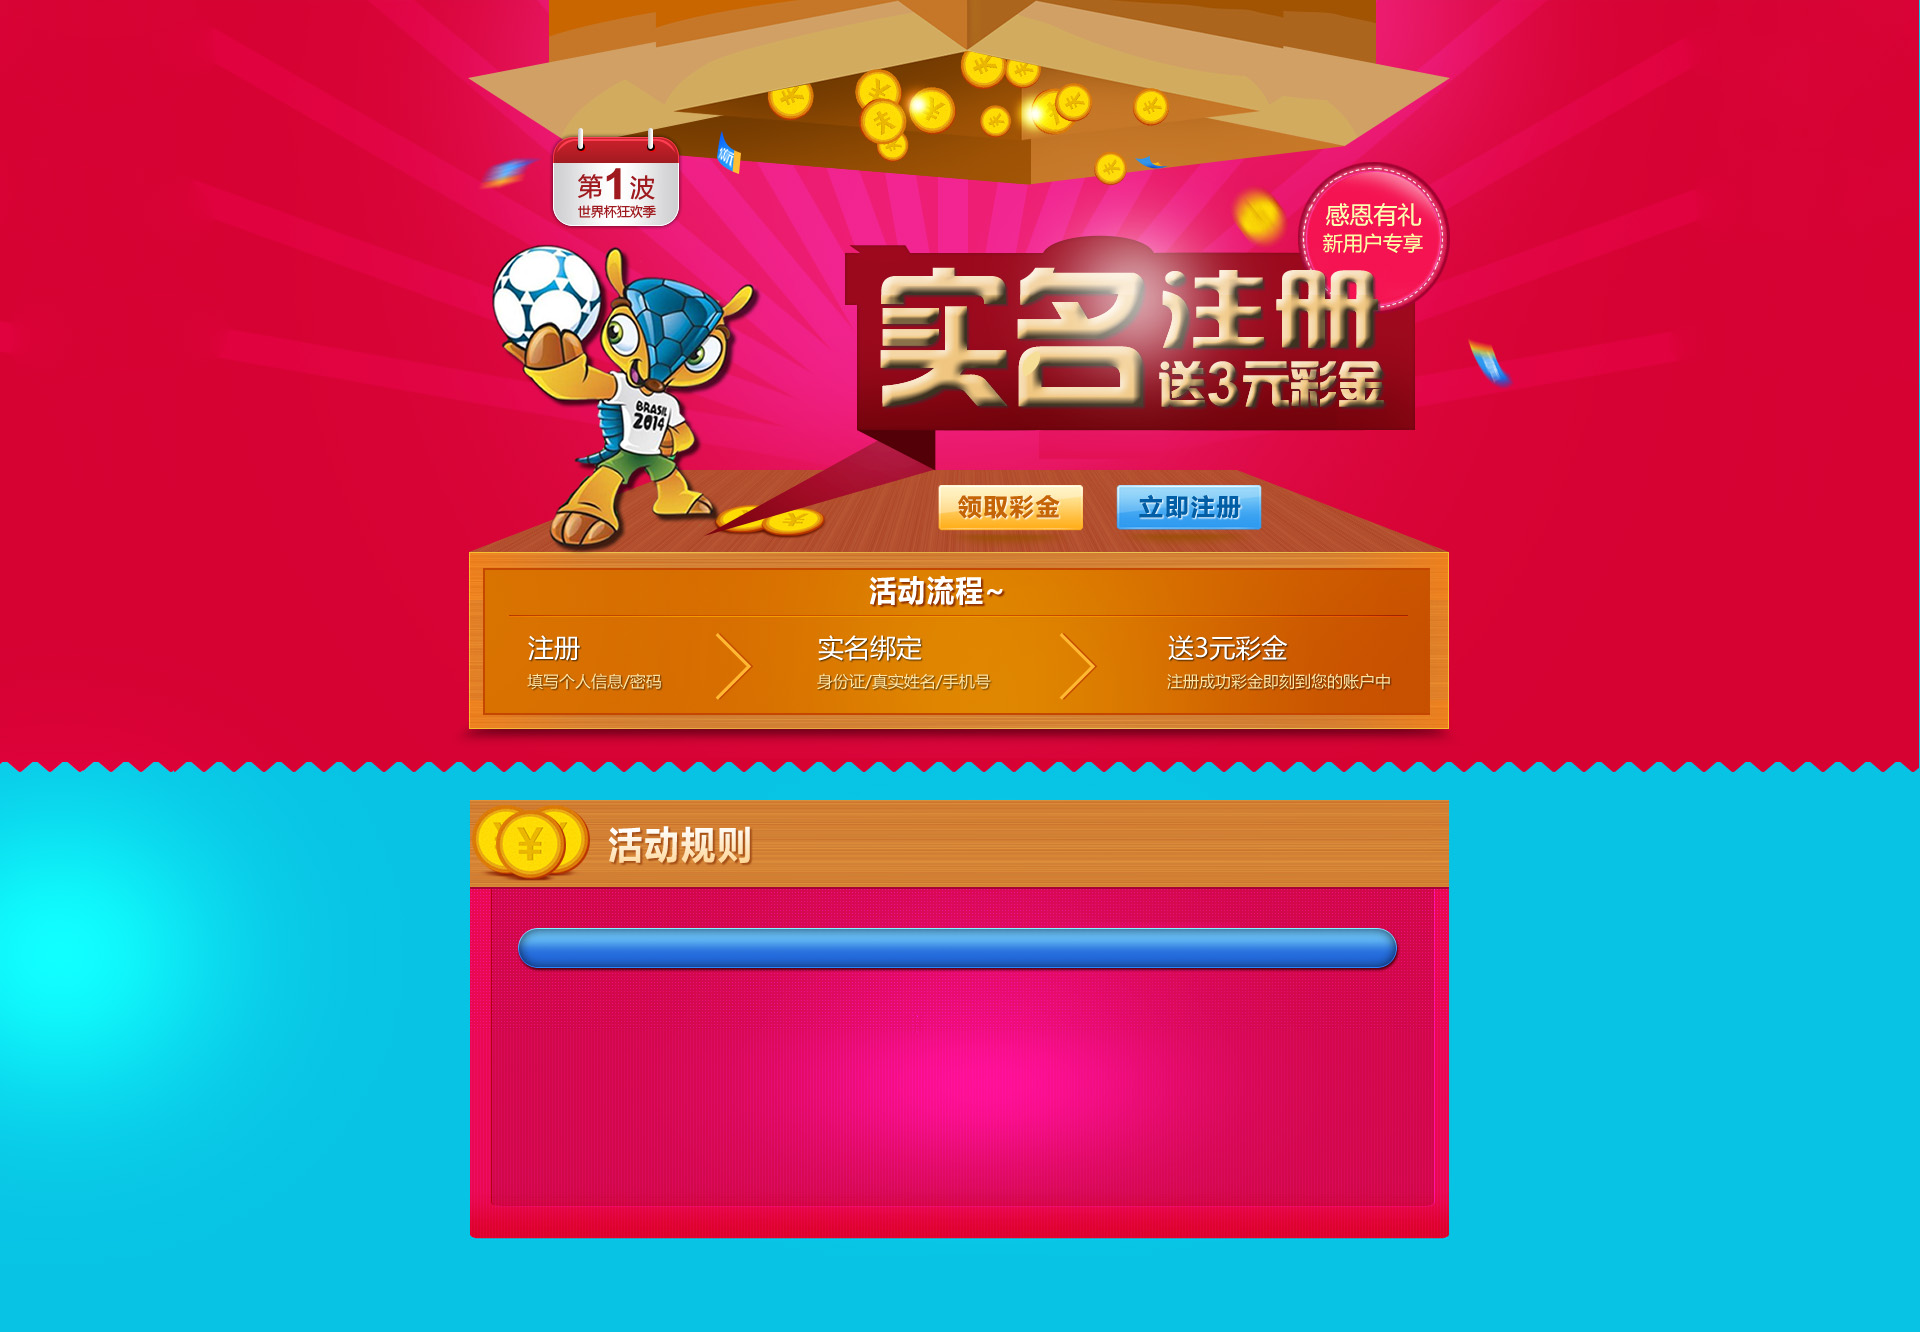 100元
第1波
世界杯狂欢季
感恩有礼
新用户专享
实名注册
送3元彩金
BRASIL
2014
领取彩金
立即注册
活动流程~
注册
填写个人信息/密码
实名绑定
身份证/真实姓名/手机号
送3元彩金
注册成功彩金即刻到您的账户中
¥
活动规则